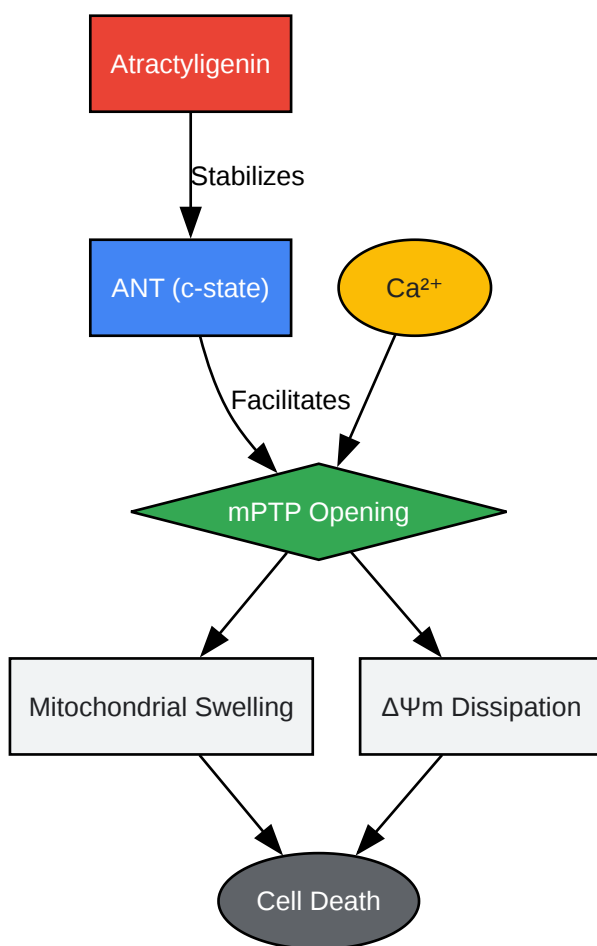 Atractyligenin
Stabilizes
ANT (c-state)
Ca²⁺
Facilitates
mPTP Opening
Mitochondrial Swelling
ΔΨm Dissipation
Cell Death